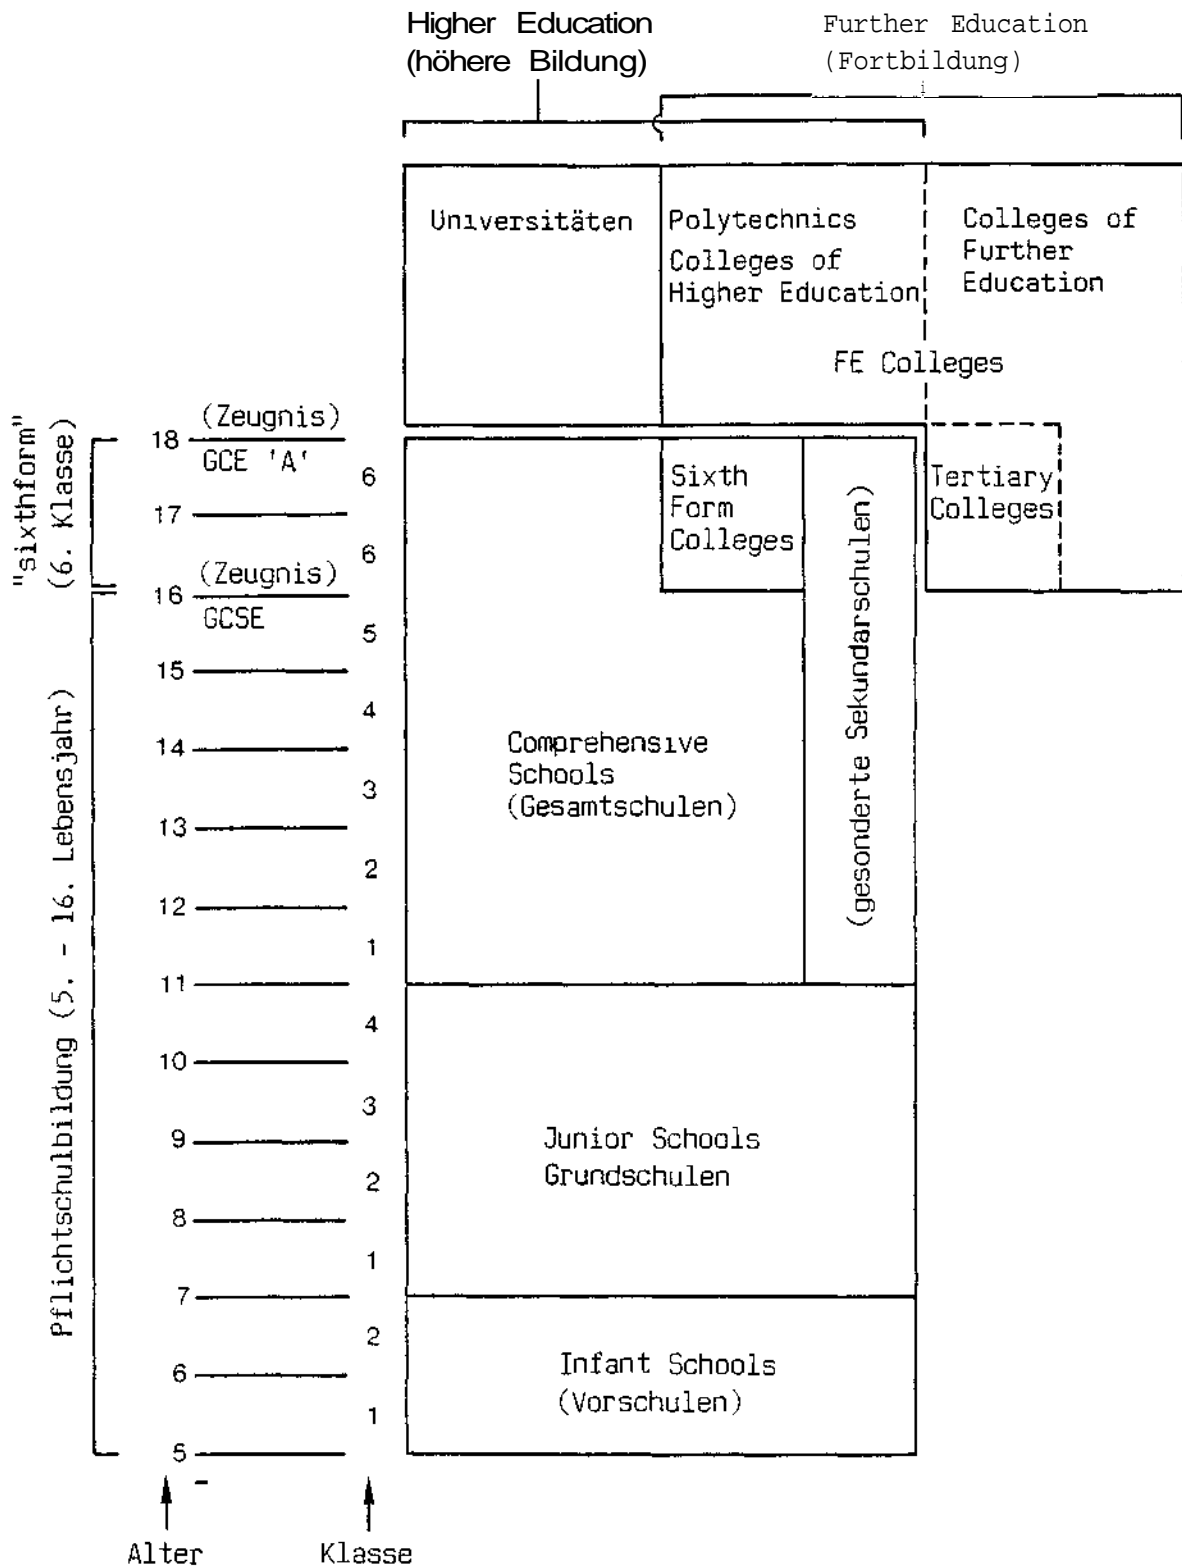 Higher Education
(höhere Bildung)
Further Education
(Fortbildung)
Universitäten
Polytechnics
Colleges of
Higher Education
Colleges of
Further
Education
FE Colleges
"sixthform"
(6. Klasse)
Pflichtschulbildung (5. - 16. Lebensjahr)
(Zeugnis)
18
GCE 'A'
6
17
6
(Zeugnis)
16
GCSE
5
15
4
14
3
13
2
12
1
11
4
10
3
9
2
8
1
7
2
6
1
5
Sixth
Form
Colleges
(gesonderte Sekundarschulen)
Tertiary
Colleges
Comprehensive
Schools
(Gesamtschulen)
Junior Schools
Grundschulen
Infant Schools
(Vorschulen)
Alter
Klasse